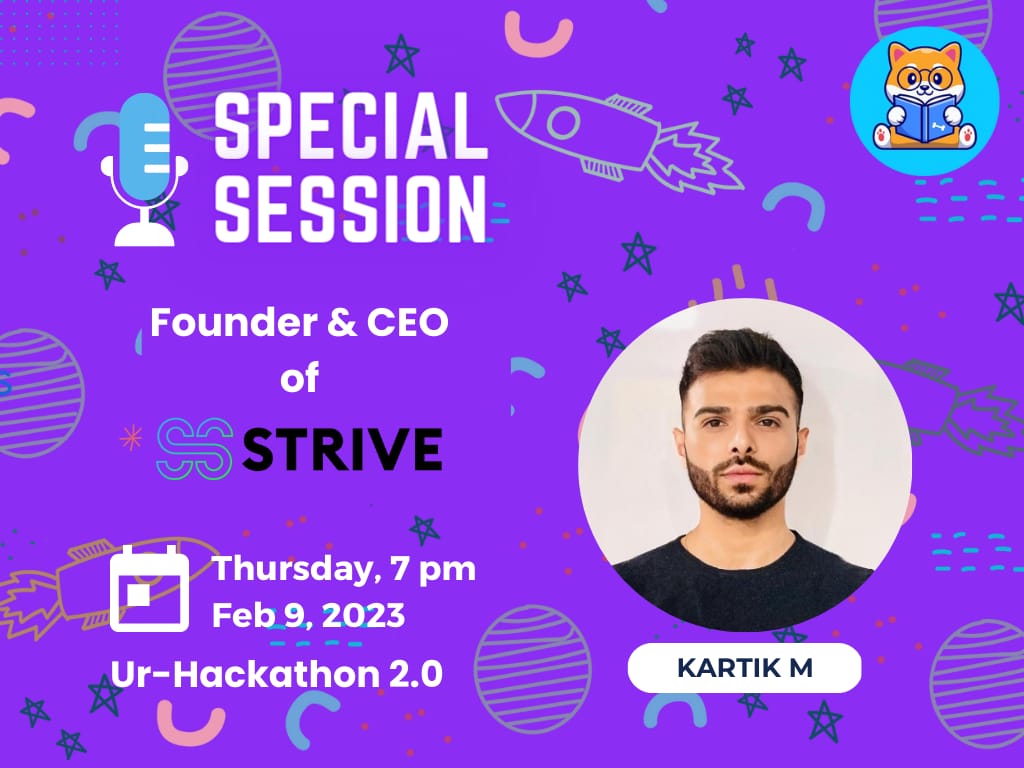 SPECIAL
SESSION
Founder & CEO
of
STRIVE
Thursday, 7 pm
Feb 9, 2023
Ur-Hackathon 2.0
KARTIK M